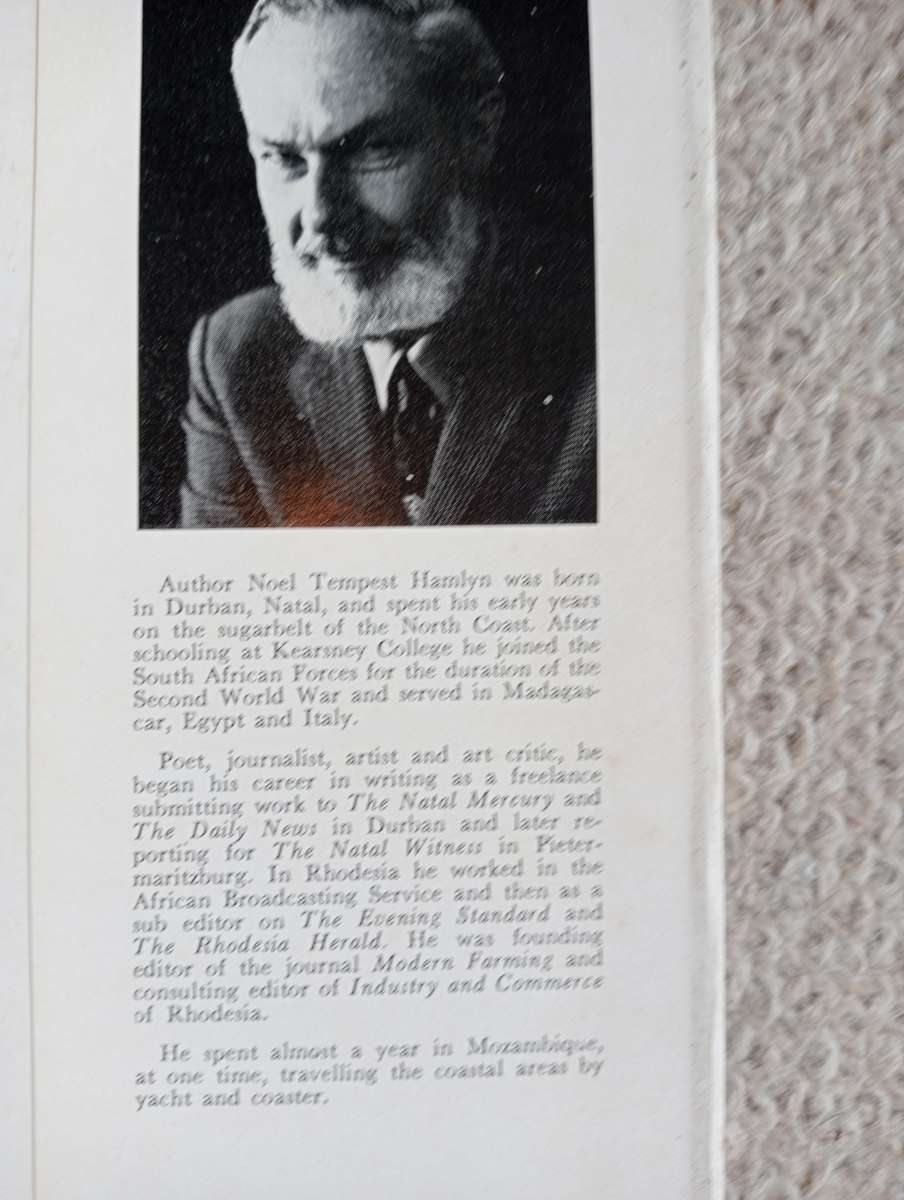 Author Noel Tempest Hamlyn was born
in Durban, Natal, and spent his early years
on the sugarbelt of the North Coast. After
schooling at Kearsney College he joined the
South African Forces for the duration of the
Second World War and served in Madagas-
car, Egypt and Italy.
Poet, journalist, artist and art critic, he
began his career in writing as a freelance
submitting work to The Natal Mercury and
The Daily News in Durban and later re-
porting for The Natal Witness in Pieter-
maritzburg. In Rhodesia he worked in the
African Broadcasting Service and then as a
sub editor on The Evening Standard and
The Rhodesia Herald. He was founding
editor of the journal Modern Farming and
consulting editor of Industry and Commerce
of Rhodesia.
He spent almost a year in Mozambique,
at one time, travelling the coastal areas by
yacht and coaster.